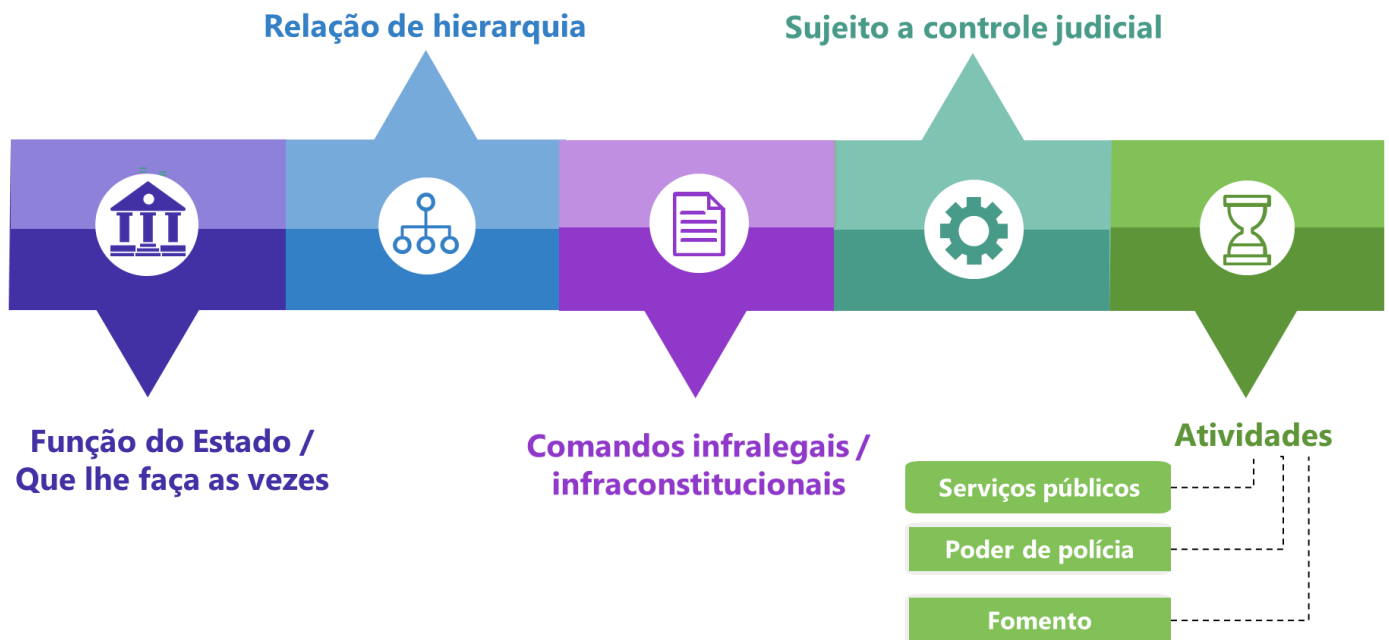 Relação de hierarquia
Sujeito a controle judicial
Função do Estado /
Que lhe faça as vezes
Comandos infralegais /
infraconstitucionais
Atividades
Serviços públicos
Poder de polícia
Fomento